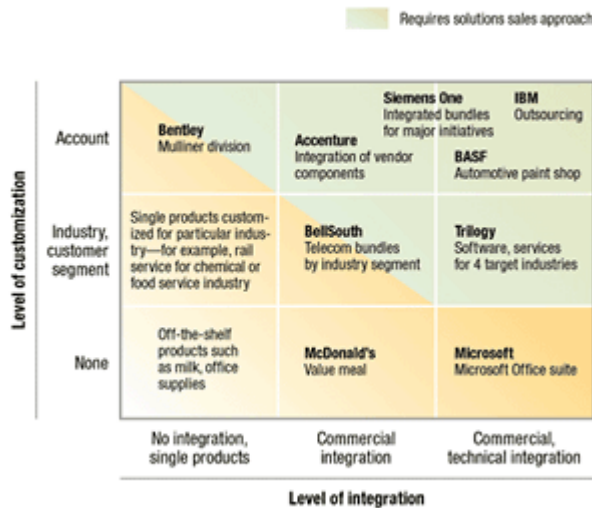 Requires solutions sales approach
Level of customization
Account
Bentley
Mulliner division
Accenture
Integration of vendor
components
Siemens One
Integrated bundles
for major initiatives
IBM
Outsourcing
BASF
Automotive paint shop
Industry,
customer
segment
Single products custom-
ized for particular indus-
try—for example, rail
service for chemical or
food service industry
BellSouth
Telecom bundles
by industry segment
Trilogy
Software, services
for 4 target industries
None
Off-the-shelf
products such
as milk, office
supplies
McDonald's
Value meal
Microsoft
Microsoft Office suite
No integration,
single products
Commercial
integration
Commercial,
technical integration
Level of integration